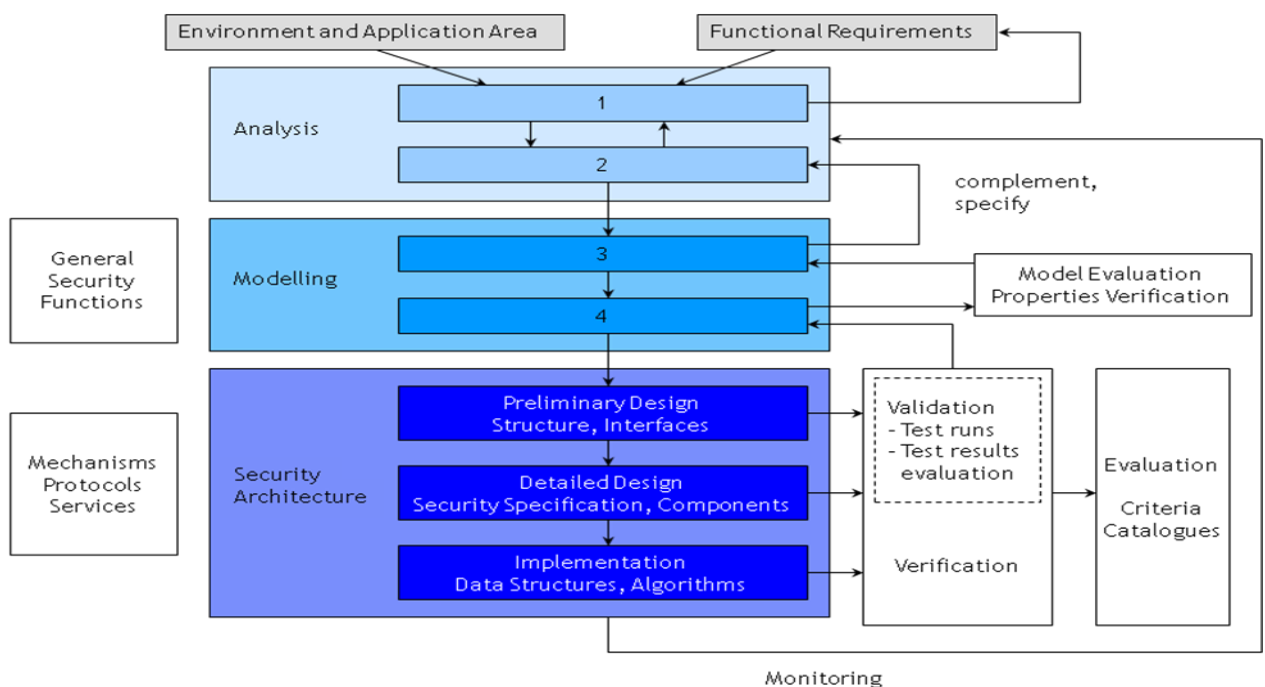 Environment and Application Area
Functional Requirements
Analysis
1
2
complement,
specify
General
Security
Functions
Modelling
3
4
Model Evaluation
Properties Verification
Mechanisms
Protocols
Services
Security
Architecture
Preliminary Design
Structure, Interfaces
Detailed Design
Security Specification, Components
Implementation
Data Structures, Algorithms
Validation
- Test runs
- Test results
evaluation
Verification
Evaluation
Criteria
Catalogues
Monitoring